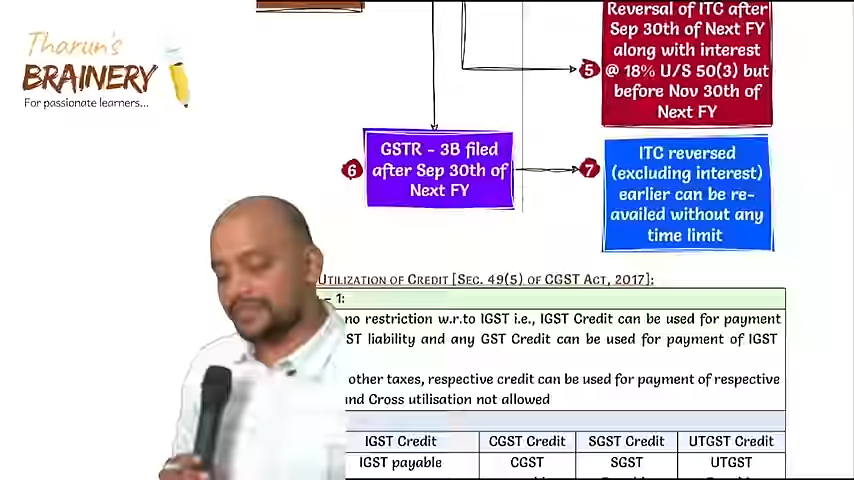 Tharun's
BRAINERY
For passionate learners...
Reversal of ITC after
Sep 30th of Next FY
along with interest
@ 18% U/S 50(3) but
before Nov 30th of
Next FY
5
6
GSTR - 3B filed
after Sep 30th of
Next FY
7
ITC reversed
(excluding interest)
earlier can be re-
availed without any
time limit
UTILIZATION OF CREDIT [SEC. 49(5) OF CGST ACT, 2017]:
– 1:
no restriction w.r.to IGST i.e., IGST Credit can be used for payment
ST liability and any GST Credit can be used for payment of IGST
other taxes, respective credit can be used for payment of respective
and Cross utilisation not allowed
IGST Credit CGST Credit SGST Credit UTGST Credit
IGST payable CGST SGST UTGST